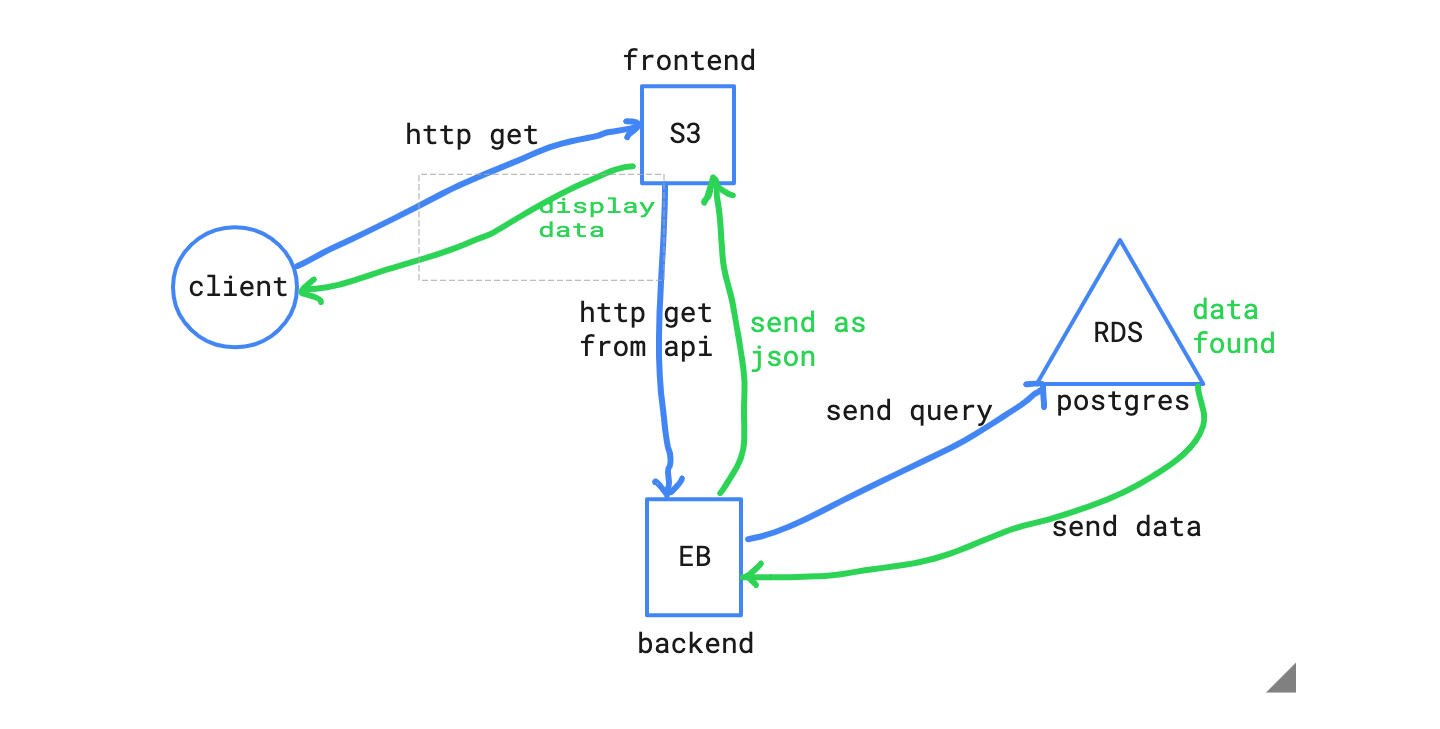 frontend
S3
http get
display
data
client
http get
from api
send as
json
RDS
data
found
postgres
send query
send data
EB
backend